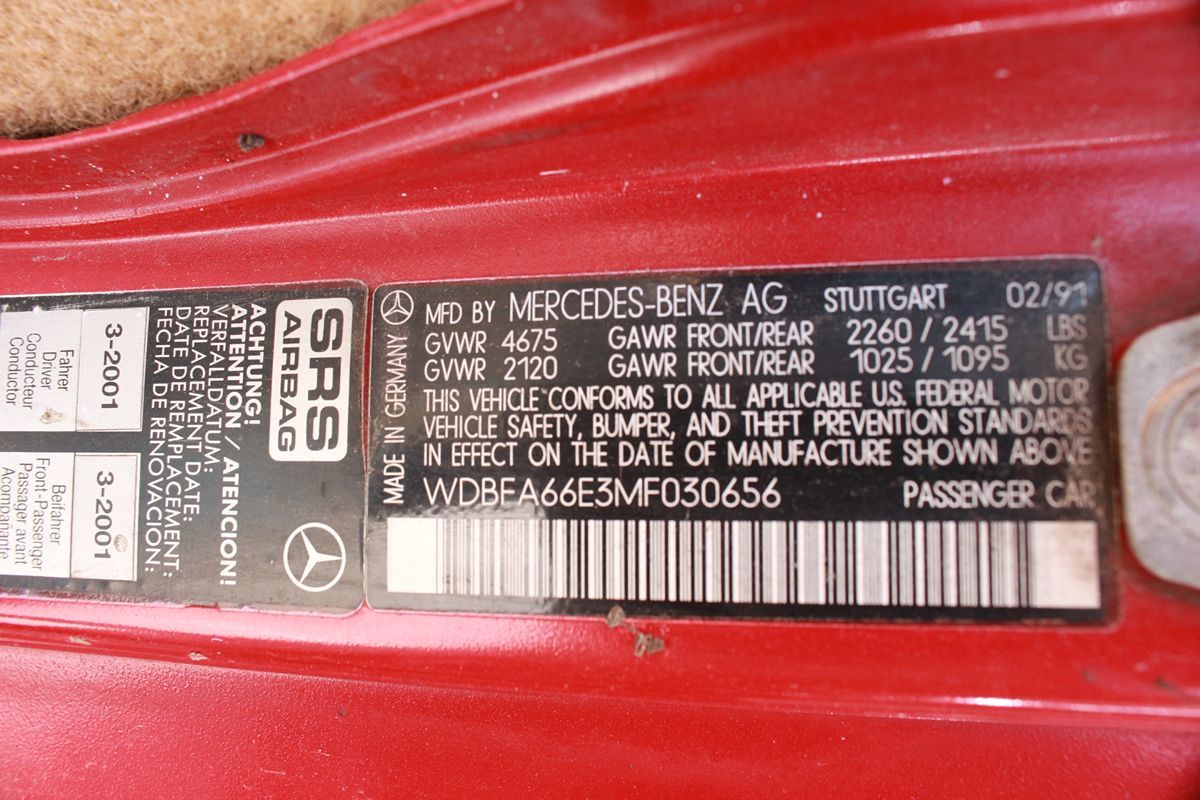 MFD BY MERCEDES-BENZ AG STUTTGART 02/91
GVWR 4675 GAWR FRONT/REAR 2260 / 2415 LBS
GVWR 2120 GAWR FRONT/REAR 1025 / 1095 KG
THIS VEHICLE CONFORMS TO ALL APPLICABLE U.S. FEDERAL MOTOR
VEHICLE SAFETY, BUMPER, AND THEFT PREVENTION STANDARDS
IN EFFECT ON THE DATE OF MANUFACTURE SHOWN ABOVE
WDBFA66E3MF030656 PASSENGER CAR
MADE IN GERMANY
SRS
AIRBAG
ACHTUNG!
ATTENTION / ATENCION!
VERFALLDATUM:
REPLACEMENT DATE:
DATE DE REMPLACEMENT:
FECHA DE RENOVACION:
3-2001
Fahrer
Driver
Conducteur
Conductor
3-2001
Beifahrer
Front-Passenger
Passager avant
Acompanante